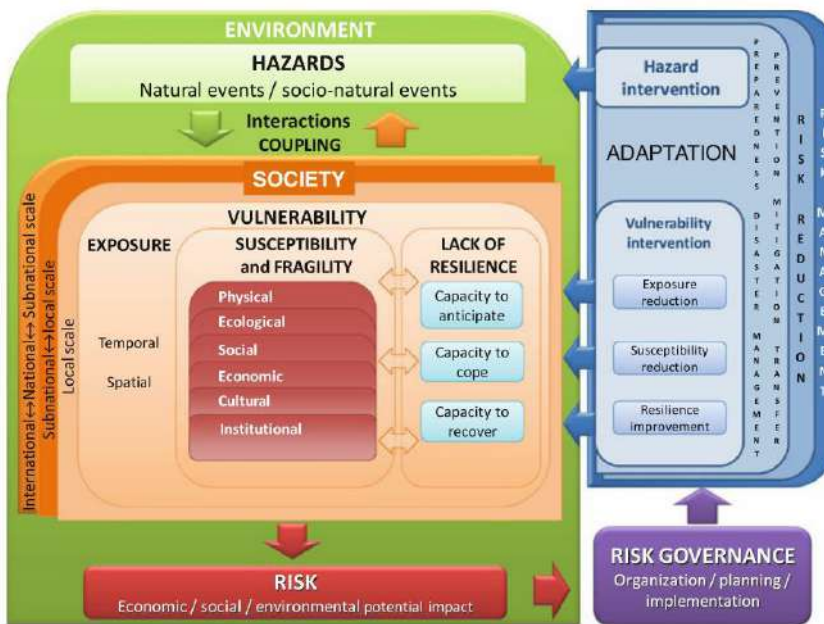 ENVIRONMENT
HAZARDS
Natural events / socio-natural events
Interactions
COUPLING
SOCIETY
VULNERABILITY
EXPOSURE
Temporal
Spatial
SUSCEPTIBILITY
and FRAGILITY
Physical
Ecological
Social
Economic
Cultural
Institutional
LACK OF
RESILIENCE
Capacity to
anticipate
Capacity to
cope
Capacity to
recover
International↔National↔Subnational scale
Subnational↔local scale
Local scale
RISK
Economic / social / environmental potential impact
Hazard
intervention
ADAPTATION
Vulnerability
intervention
Exposure
reduction
Susceptibility
reduction
Resilience
improvement
PREPAREDNESS DISASTER MANAGEMENT
PREVENTION MITIGATION TRANSFER
RISK REDUCTION
RISK MANAGEMENT
RISK GOVERNANCE
Organization / planning /
implementation